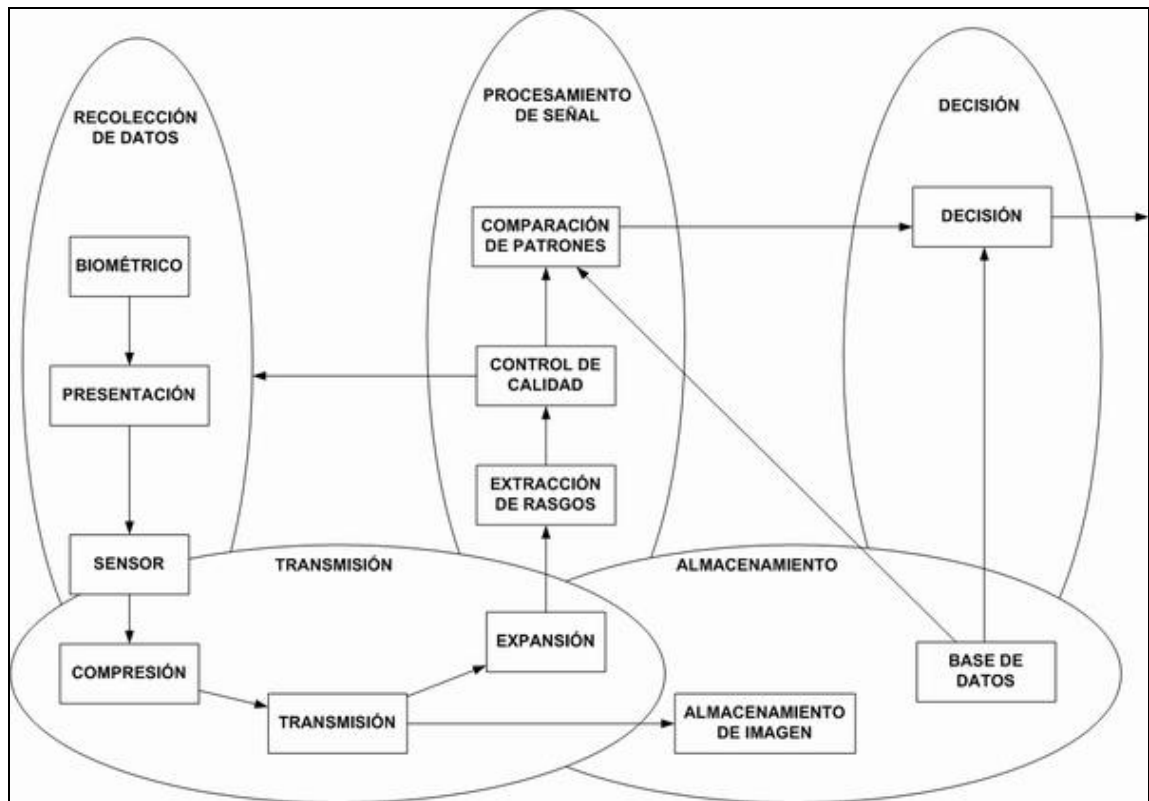 RECOLECCIÓN
DE DATOS
PROCESAMIENTO
DE SEÑAL
DECISIÓN
BIOMÉTRICO
PRESENTACIÓN
SENSOR
COMPARACIÓN
DE PATRONES
CONTROL DE
CALIDAD
EXTRACCIÓN
DE RASGOS
DECISIÓN
TRANSMISIÓN
COMPRESIÓN
TRANSMISIÓN
EXPANSIÓN
ALMACENAMIENTO
ALMACENAMIENTO
DE IMAGEN
BASE DE
DATOS